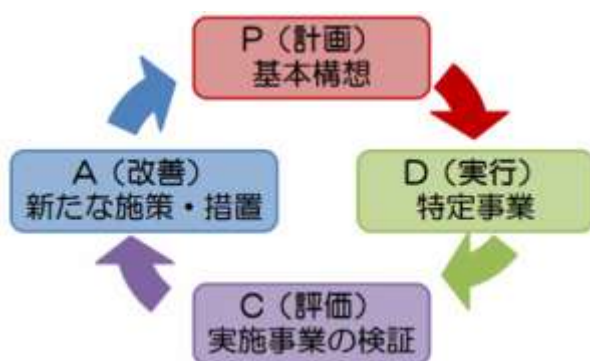 P（計画）
基本構想
D（実行）
特定事業
C（評価）
実施事業の検証
A（改善）
新たな施策・措置